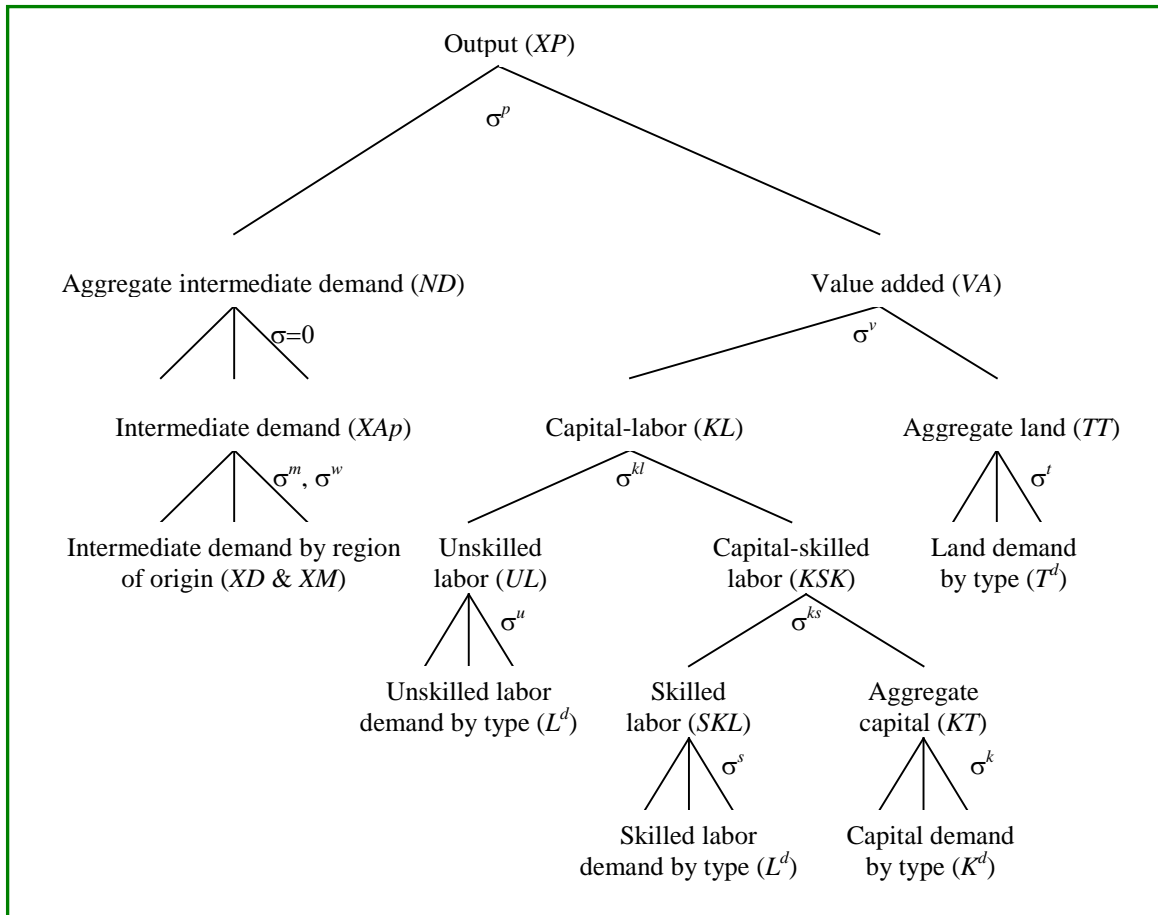 Output (XP)
σᵖ
Aggregate intermediate demand (ND)
Value added (VA)
σ=0
σᵛ
Intermediate demand (XAp)
Capital-labor (KL)
Aggregate land (TT)
σᵐ, σʷ
σᵏˡ
σᵗ
Intermediate demand by region
of origin (XD & XM)
Unskilled
labor (UL)
Capital-skilled
labor (KSK)
Land demand
by type (Tᵈ)
σᵘ
σᵏˢ
Unskilled labor
demand by type (Lᵈ)
Skilled
labor (SKL)
Aggregate
capital (KT)
σˢ
σᵏ
Skilled labor
demand by type (Lᵈ)
Capital demand
by type (Kᵈ)